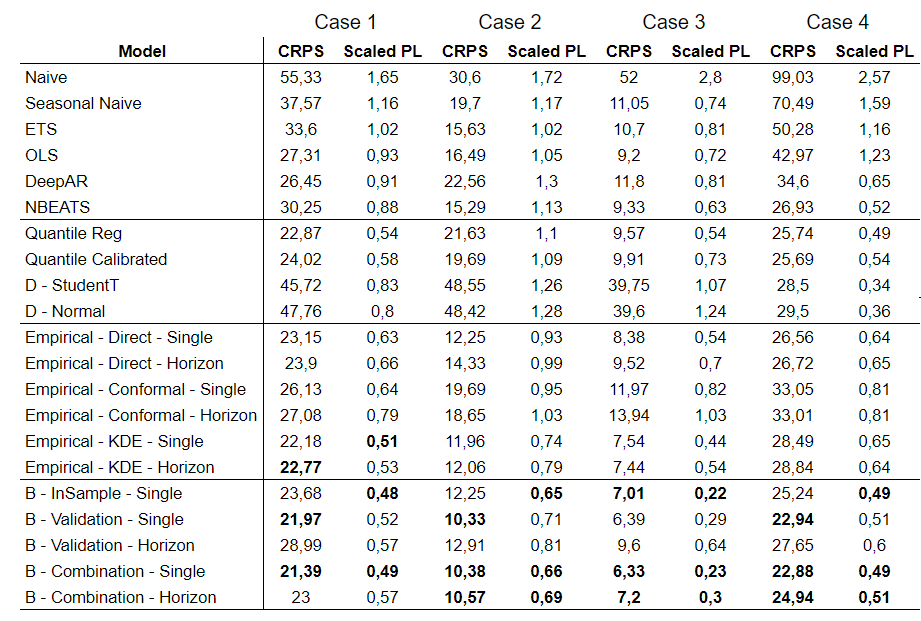 Case 1 Case 2 Case 3 Case 4
Model CRPS Scaled PL CRPS Scaled PL CRPS Scaled PL CRPS Scaled PL
Naive 55,33 1,65 30,6 1,72 52 2,8 99,03 2,57
Seasonal Naive 37,57 1,16 19,7 1,17 11,05 0,74 70,49 1,59
ETS 33,6 1,02 15,63 1,02 10,7 0,81 50,28 1,16
OLS 27,31 0,93 16,49 1,05 9,2 0,72 42,97 1,23
DeepAR 26,45 0,91 22,56 1,3 11,8 0,81 34,6 0,65
NBEATS 30,25 0,88 15,29 1,13 9,33 0,63 26,93 0,52
Quantile Reg 22,87 0,54 21,63 1,1 9,57 0,54 25,74 0,49
Quantile Calibrated 24,02 0,58 19,69 1,09 9,91 0,73 25,69 0,54
D - StudentT 45,72 0,83 48,55 1,26 39,75 1,07 28,5 0,34
D - Normal 47,76 0,8 48,42 1,28 39,6 1,24 29,5 0,36
Empirical - Direct - Single 23,15 0,63 12,25 0,93 8,38 0,54 26,56 0,64
Empirical - Direct - Horizon 23,9 0,66 14,33 0,99 9,52 0,7 26,72 0,65
Empirical - Conformal - Single 26,13 0,64 19,69 0,95 11,97 0,82 33,05 0,81
Empirical - Conformal - Horizon 27,08 0,79 18,65 1,03 13,94 1,03 33,01 0,81
Empirical - KDE - Single 22,18 0,51 11,96 0,74 7,54 0,44 28,49 0,65
Empirical - KDE - Horizon 22,77 0,53 12,06 0,79 7,44 0,54 28,84 0,64
B - InSample - Single 23,68 0,48 12,25 0,65 7,01 0,22 25,24 0,49
B - Validation - Single 21,97 0,52 10,33 0,71 6,39 0,29 22,94 0,51
B - Validation - Horizon 28,99 0,57 12,91 0,81 9,6 0,64 27,65 0,6
B - Combination - Single 21,39 0,49 10,38 0,66 6,33 0,23 22,88 0,49
B - Combination - Horizon 23 0,57 10,57 0,69 7,2 0,3 24,94 0,51